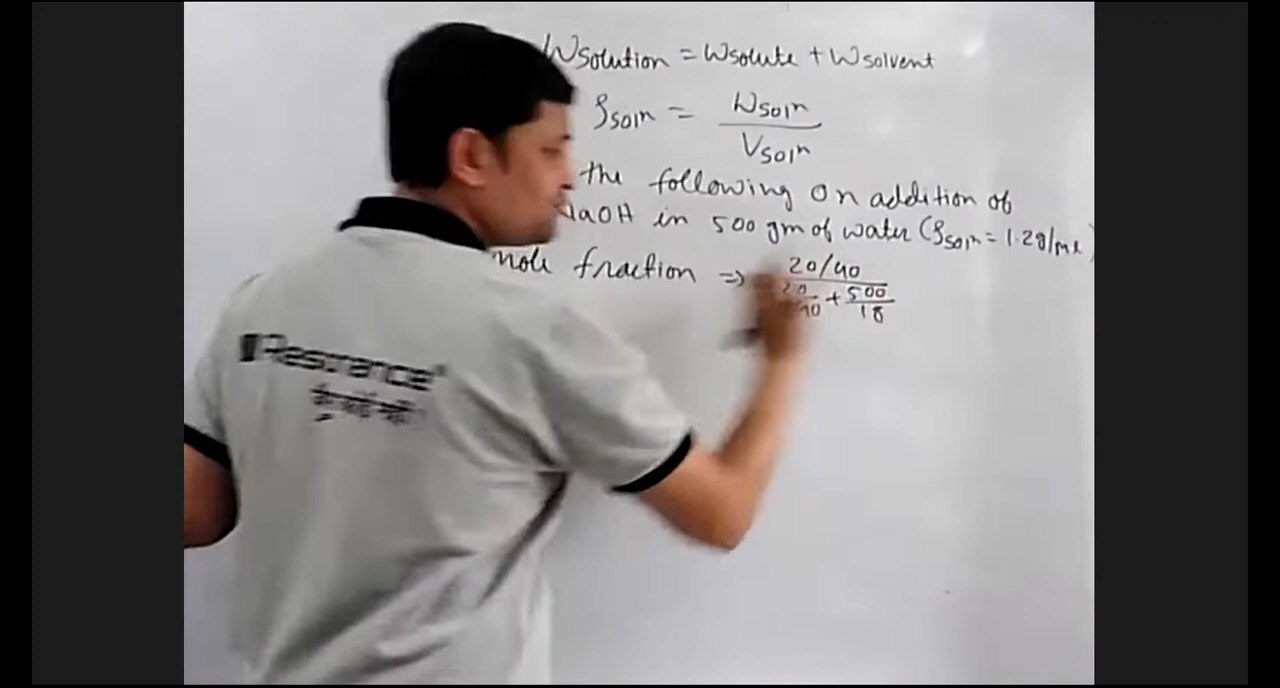 Wsolution = Wsolute + Wsolvent
ρsoln = Wsoln / Vsoln
the following on addition of
NaOH in 500 gm of water (ρsoln = 1.2g/ml)
mole fraction ⇒ 20/40 / 20/40 + 500/18
Resonance